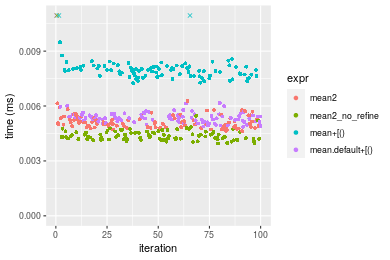 0.009
0.006
0.003
0.000
0
25
50
75
100
time (ms)
iteration
expr
mean2
mean2_no_refine
mean+[()
mean.default+[()